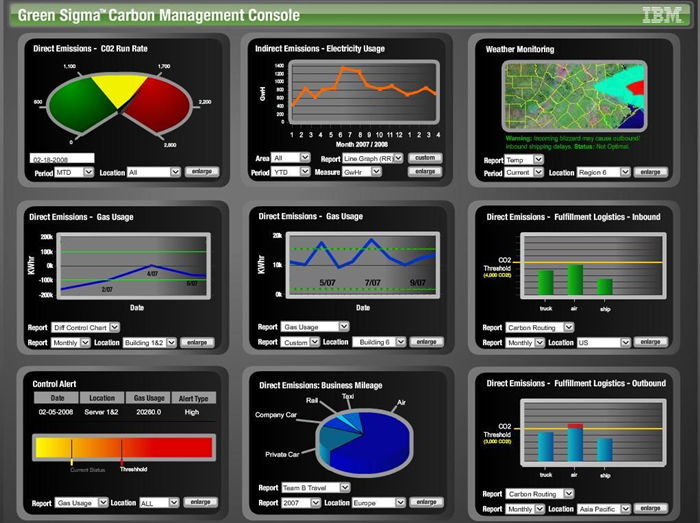 Green Sigma™ Carbon Management Console
IBM
Direct Emissions - CO2 Run Rate
1,100
1,700
600
2,200
0
2,800
02-18-2008
Period MTD Location All enlarge
Indirect Emissions - Electricity Usage
GwH
1400
1200
1000
800
600
400
200
0
1 2 3 4 5 6 7 8 9 10 11 12 1 2 3 4
Month 2007 / 2008
Area All Report Line Graph (RR) custom
Period YTD Measure GwHr enlarge
Weather Monitoring
Warning: Incoming blizzard may cause outbound/
inbound shipping delays. Status: Not Optimal.
Report Temp
Period Current Location Region 6 enlarge
Direct Emissions - Gas Usage
KWhr
200k
100k
0k
-100k
-200k
2/07
4/07
6/07
Date
Report Diff Control Chart
Report Monthly Location Building 1&2 enlarge
Direct Emissions - Gas Usage
KWhr
20k
10k
0k
5/07 7/07 9/07
Date
Report Gas Usage
Report Custom Location Building 6 enlarge
Direct Emissions - Fulfillment Logistics - Inbound
CO2
Threshold
(4,000 CO2t)
truck air ship
Report Carbon Routing
Report Monthly Location US enlarge
Control Alert
Date Location Gas Usage Alert Type
02-05-2008 Server 1&2 20260.0 High
Current Status
Threshhold
Report Gas Usage Location ALL enlarge
Direct Emissions: Business Mileage
Taxi
Rail
Air
Company Car
Private Car
Report Team B Travel
Report 2007 Location Europe enlarge
Direct Emissions - Fulfillment Logistics - Outbound
CO2
Threshold
(3,000 CO2t)
truck air ship
Report Carbon Routing
Report Monthly Location Asia Pacific enlarge